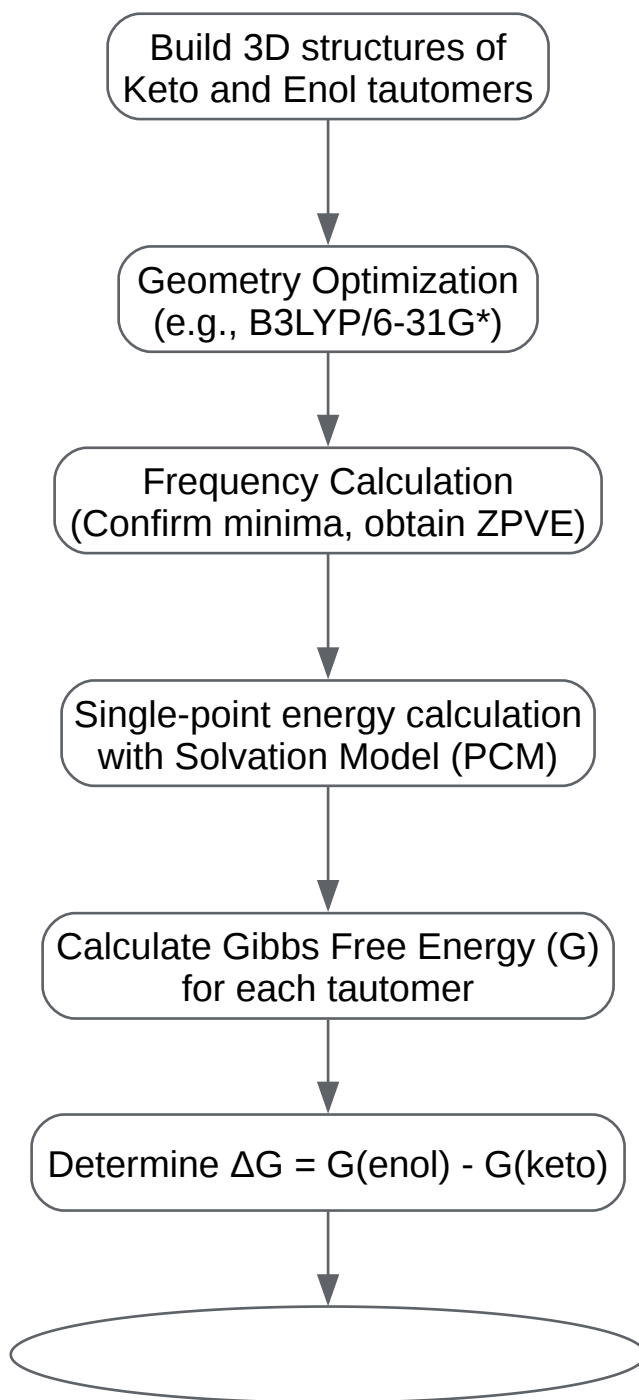 Build 3D structures of
Keto and Enol tautomers
Geometry Optimization
(e.g., B3LYP/6-31G*)
Frequency Calculation
(Confirm minima, obtain ZPVE)
Single-point energy calculation
with Solvation Model (PCM)
Calculate Gibbs Free Energy (G)
for each tautomer
Determine ΔG = G(enol) - G(keto)